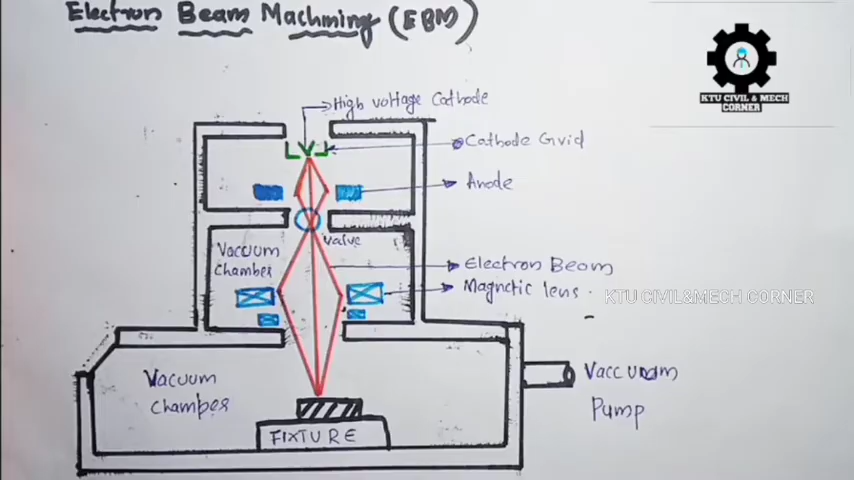 Electron Beam Machining (EBM)
KTU CIVIL & MECH
CORNER
High voltage Cathode
Cathode Grid
Anode
valve
Vacuum
chamber
Electron Beam
Magnetic lens
KTU CIVIL&MECH CORNER
Vacuum
chamber
Vaccuum
Pump
FIXTURE